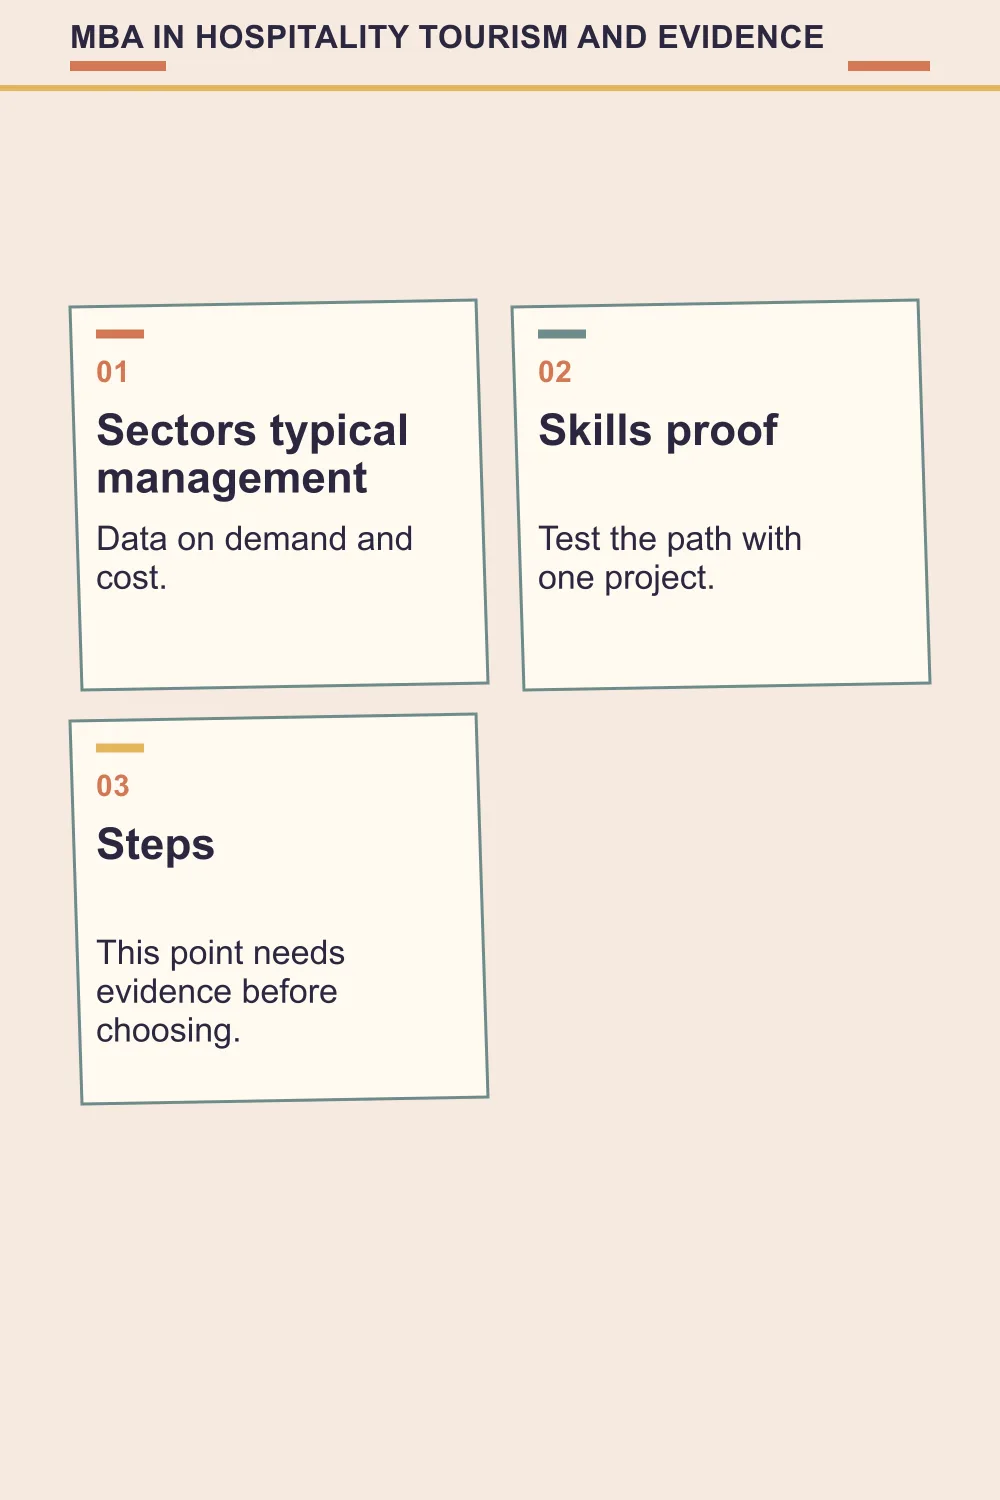 MBA IN HOSPITALITY TOURISM AND EVIDENCE
01
Sectors typical
management
Data on demand and
cost.
02
Skills proof
Test the path with
one project.
03
Steps
This point needs
evidence before
choosing.